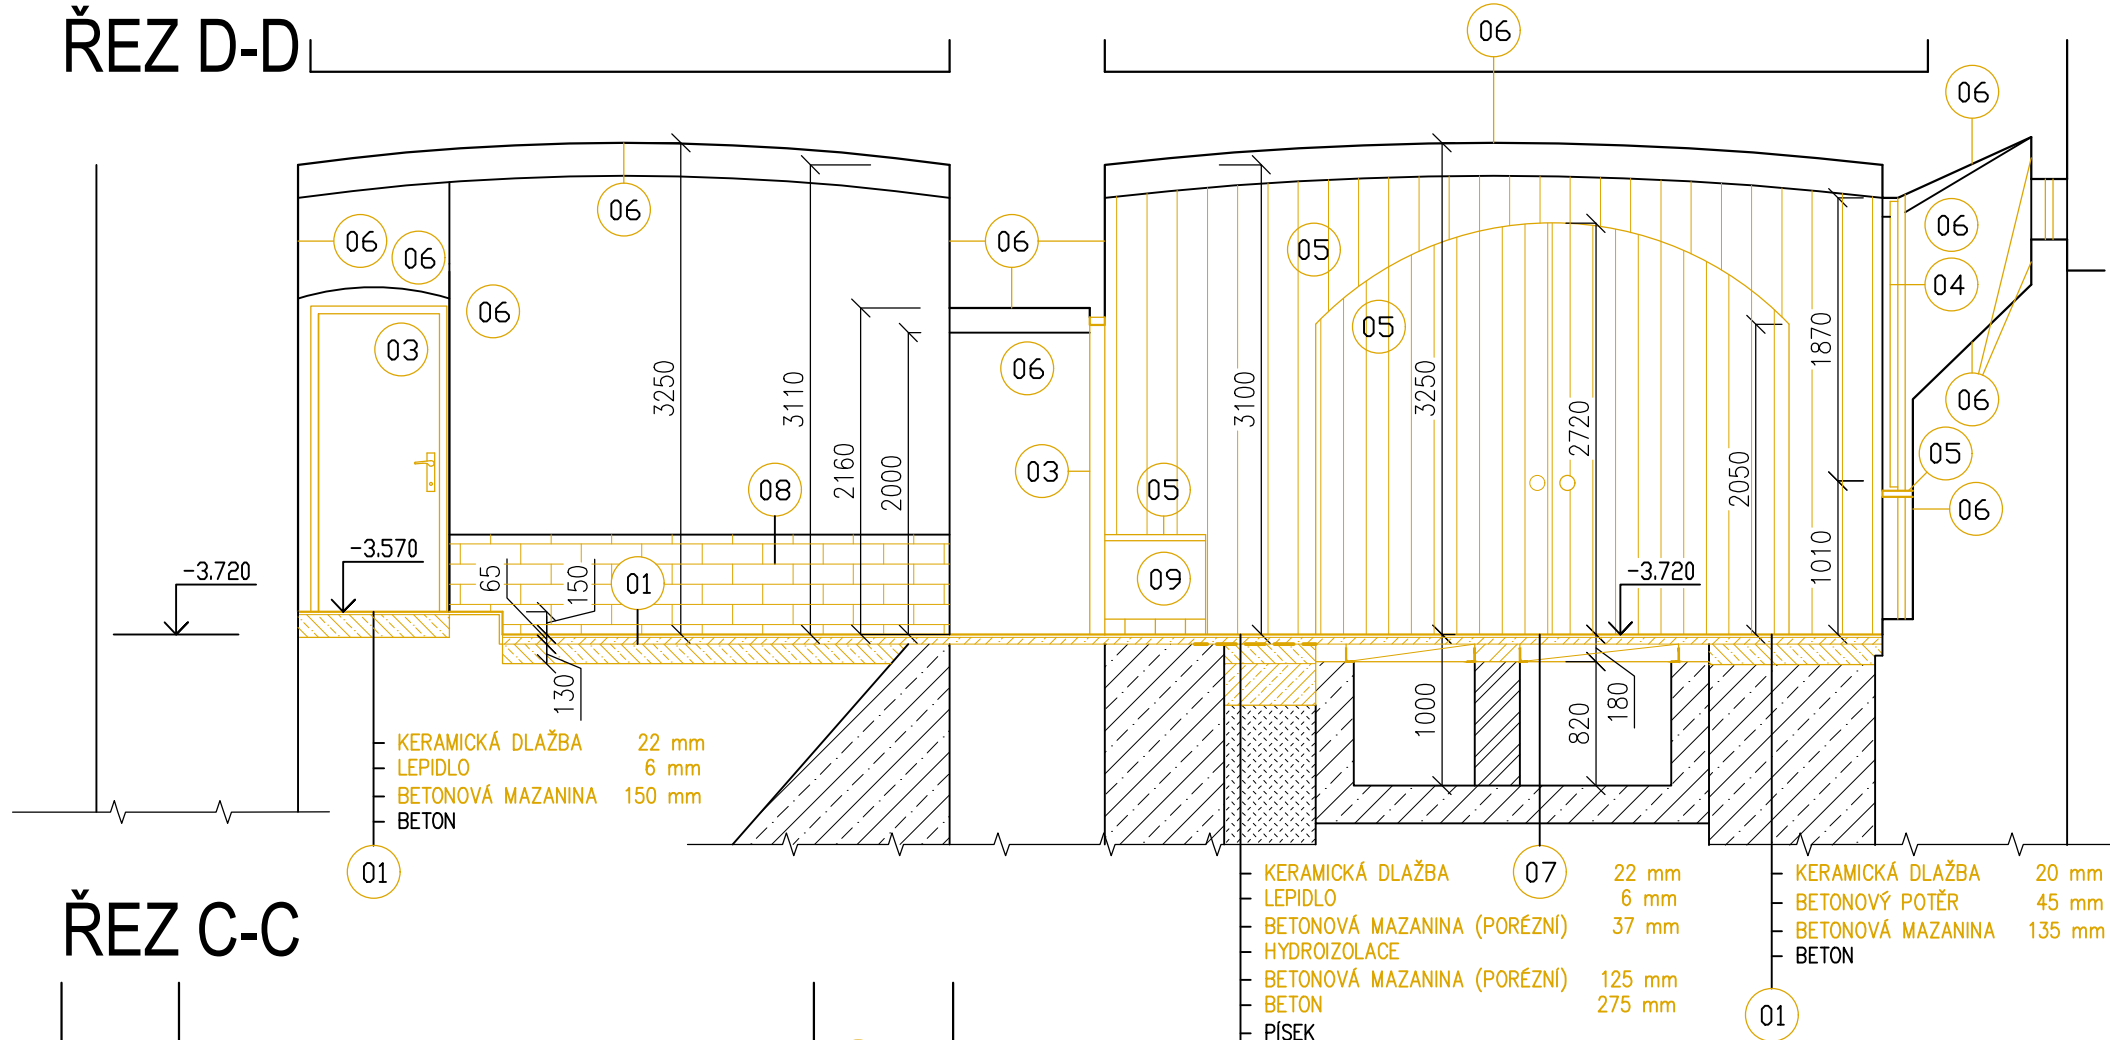 ŘEZ D-D
06
06
06
06
06
06
06
06
04
05
05
03
06
06
03
05
06
05
06
08
01
09
3250
3110
2160
2000
3100
3250
2720
2050
1870
1010
-3.720
-3.570
65
150
130
-3.720
1000
820
180
KERAMICKÁ DLAŽBA 22 mm
LEPIDLO 6 mm
BETONOVÁ MAZANINA 150 mm
BETON
01
07
KERAMICKÁ DLAŽBA 22 mm
LEPIDLO 6 mm
BETONOVÁ MAZANINA (PORÉZNÍ) 37 mm
HYDROIZOLACE
BETONOVÁ MAZANINA (PORÉZNÍ) 125 mm
BETON 275 mm
PÍSEK
KERAMICKÁ DLAŽBA 20 mm
BETONOVÝ POTĚR 45 mm
BETONOVÁ MAZANINA 135 mm
BETON
01
ŘEZ C-C